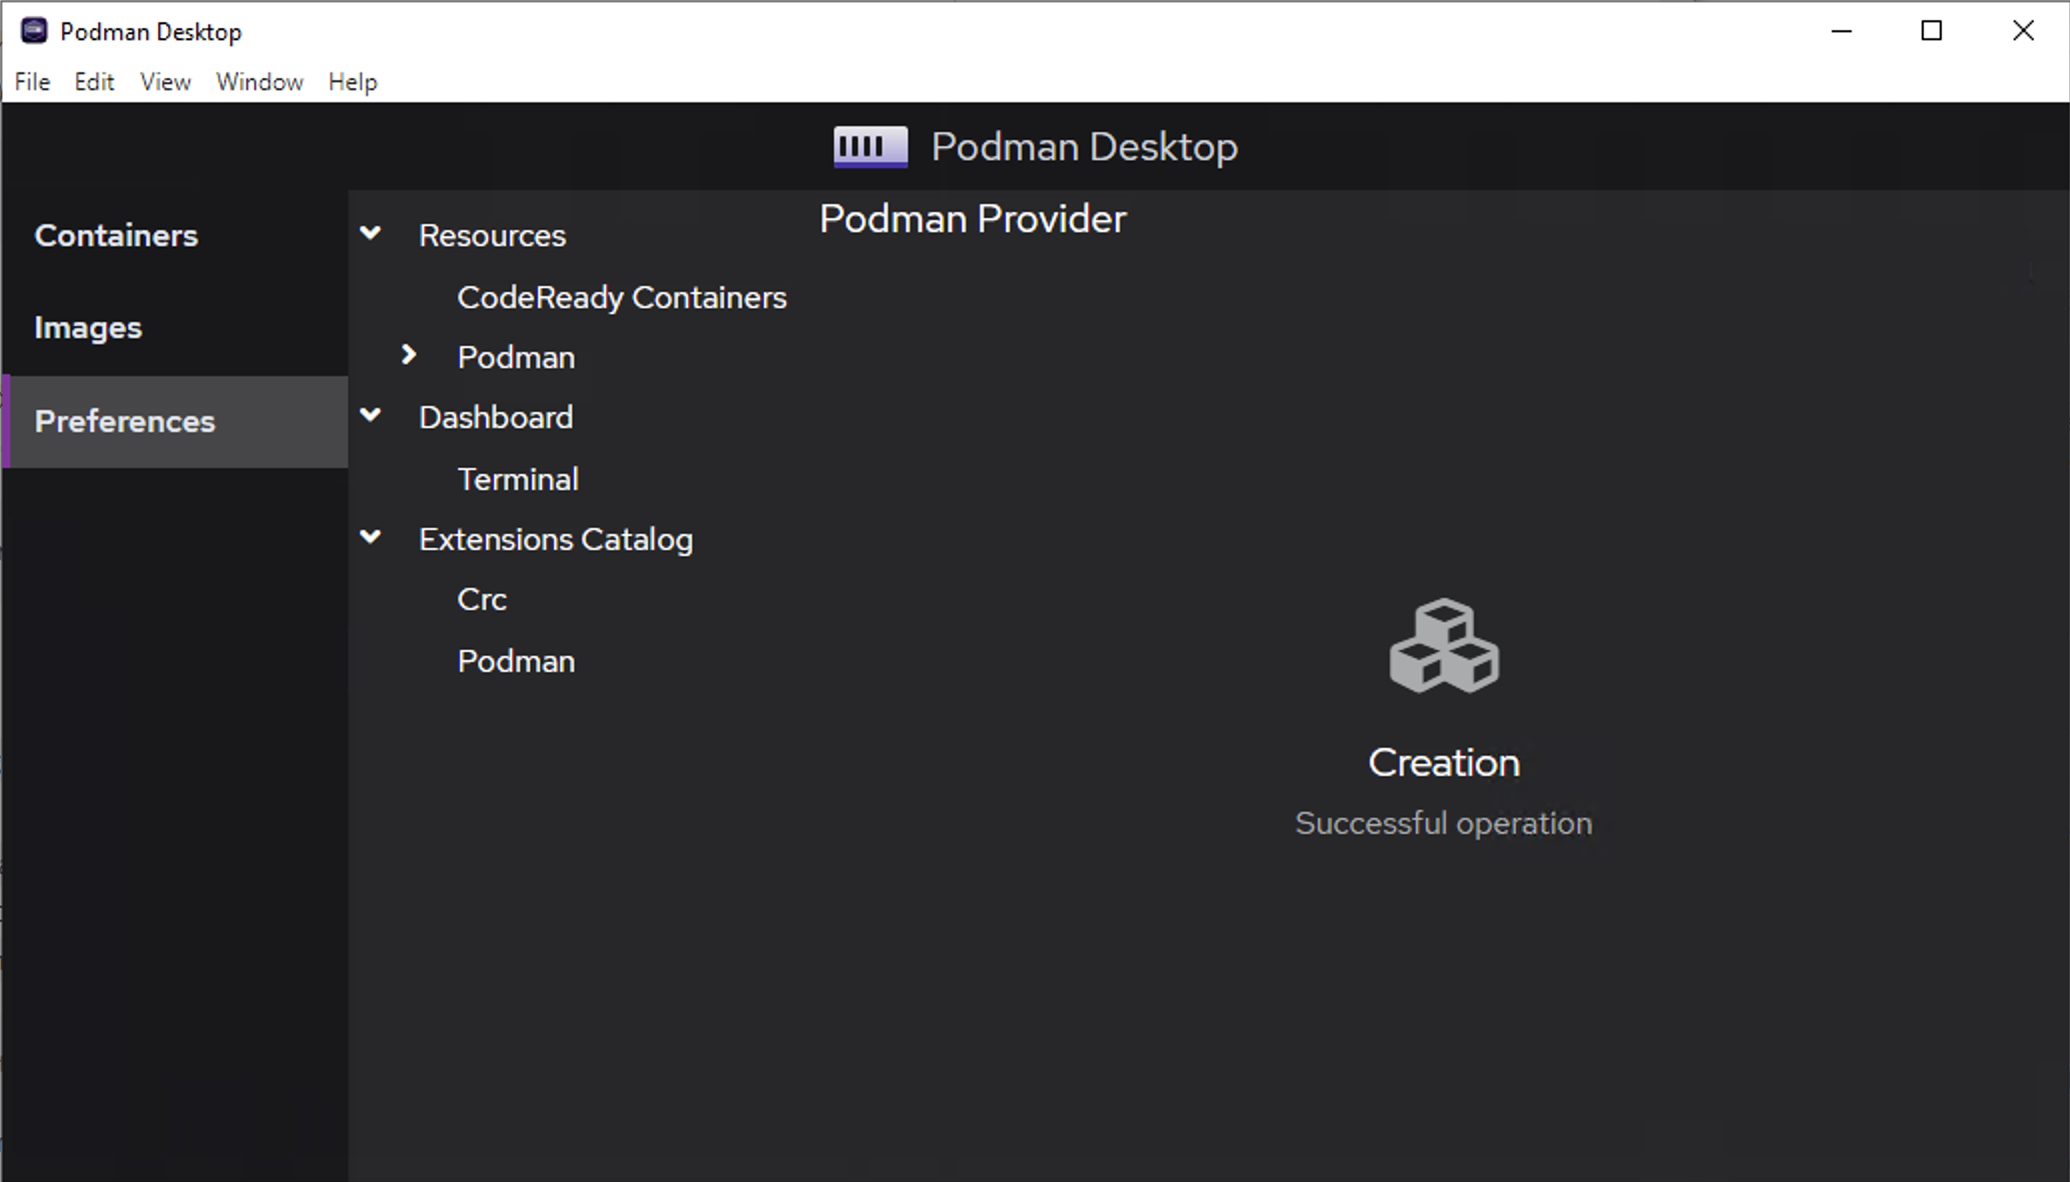 Podman Desktop
File Edit View Window Help
Podman Desktop
Containers
Images
Preferences
Resources
CodeReady Containers
Podman
Dashboard
Terminal
Extensions Catalog
Crc
Podman
Podman Provider
Creation
Successful operation